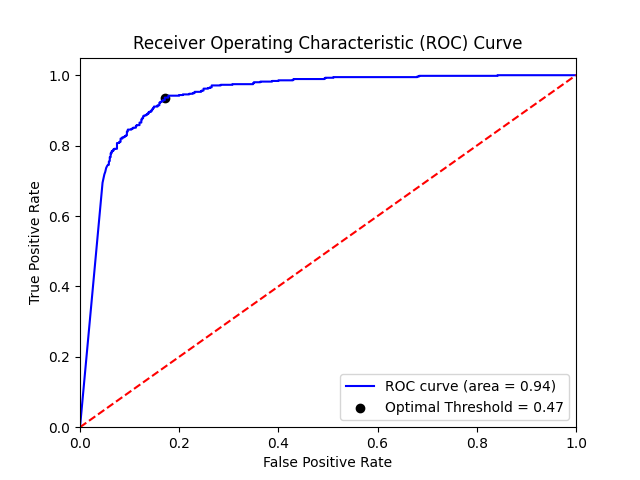 Receiver Operating Characteristic (ROC) Curve
1.0
0.8
0.6
0.4
0.2
0.0
True Positive Rate
ROC curve (area = 0.94)
Optimal Threshold = 0.47
0.0 0.2 0.4 0.6 0.8 1.0
False Positive Rate